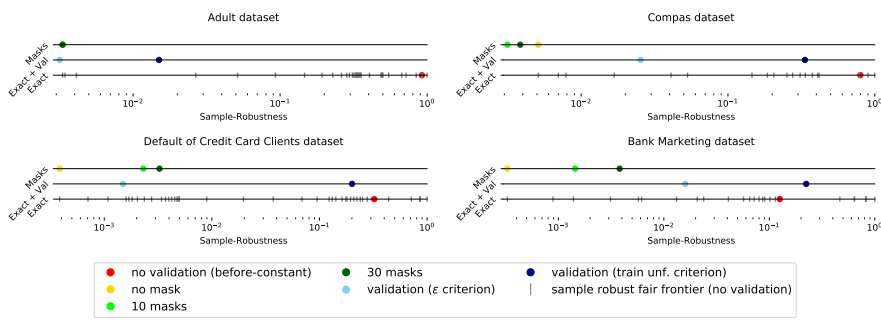 Adult dataset
Masks
Exact + Val
Exact
10⁻² 10⁻¹ 10⁰
Sample-Robustness
Compas dataset
Masks
Exact + Val
Exact
10⁻² 10⁻¹ 10⁰
Sample-Robustness
Default of Credit Card Clients dataset
Masks
Exact + Val
Exact
10⁻³ 10⁻² 10⁻¹ 10⁰
Sample-Robustness
Bank Marketing dataset
Masks
Exact + Val
Exact
10⁻³ 10⁻² 10⁻¹ 10⁰
Sample-Robustness
no validation (before-constant)
no mask
10 masks
30 masks
validation (ε criterion)
validation (train unf. criterion)
sample robust fair frontier (no validation)